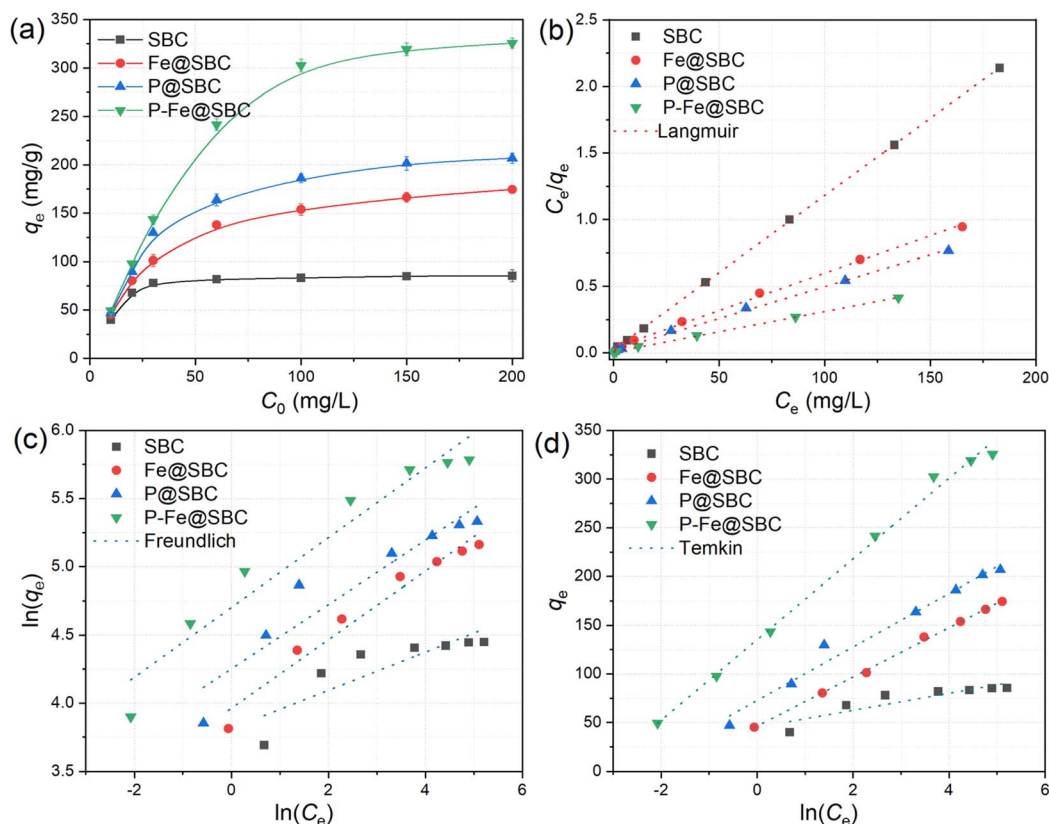 (a)
SBC
Fe@SBC
P@SBC
P-Fe@SBC
350
300
250
200
150
100
50
0
0 50 100 150 200
qe (mg/g)
C0 (mg/L)
(b)
SBC
Fe@SBC
P@SBC
P-Fe@SBC
Langmuir
2.5
2.0
1.5
1.0
0.5
0.0
0 50 100 150 200
Ce/qe
Ce (mg/L)
(c)
SBC
Fe@SBC
P@SBC
P-Fe@SBC
Freundlich
6.0
5.5
5.0
4.5
4.0
3.5
-2 0 2 4 6
ln(qe)
ln(Ce)
(d)
SBC
Fe@SBC
P@SBC
P-Fe@SBC
Temkin
350
300
250
200
150
100
50
0
-2 0 2 4 6
qe
ln(Ce)